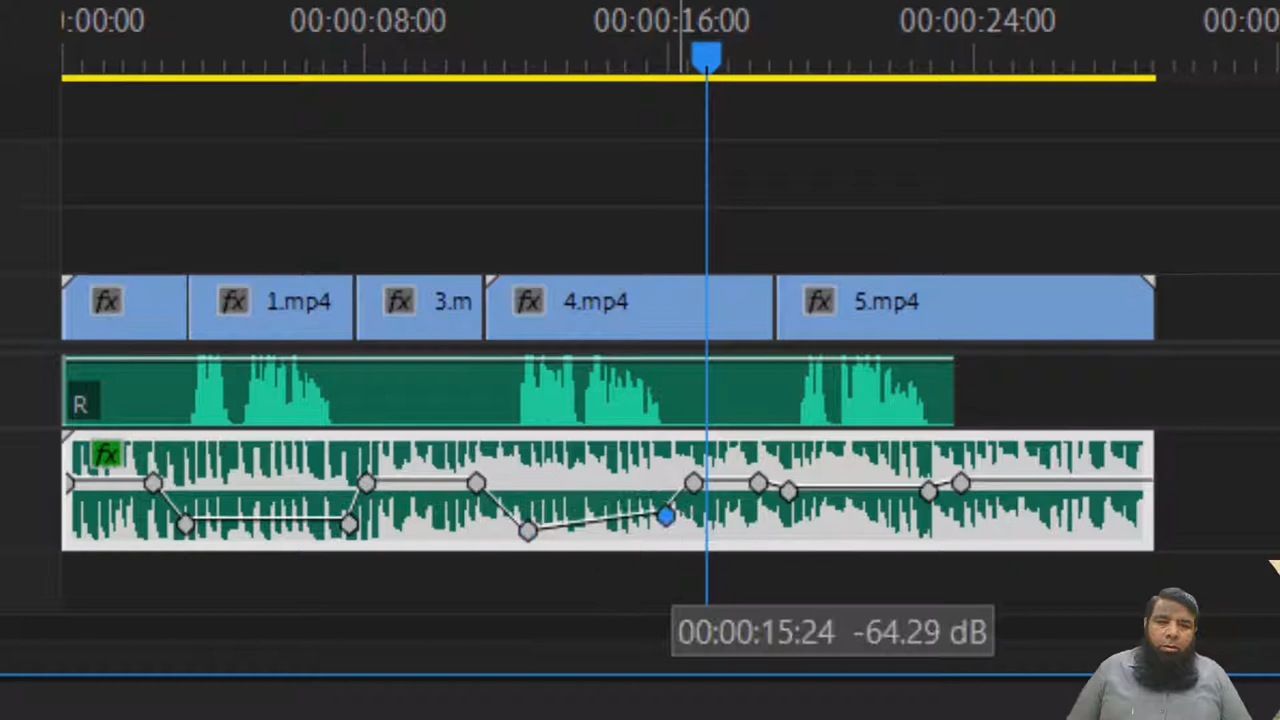 :00:00 00:00:08:00 00:00:16:00 00:00:24:00 00:00
fx fx 1.mp4 fx 3.m fx 4.mp4 fx 5.mp4
R
fx
00:00:15:24 -64.29 dB